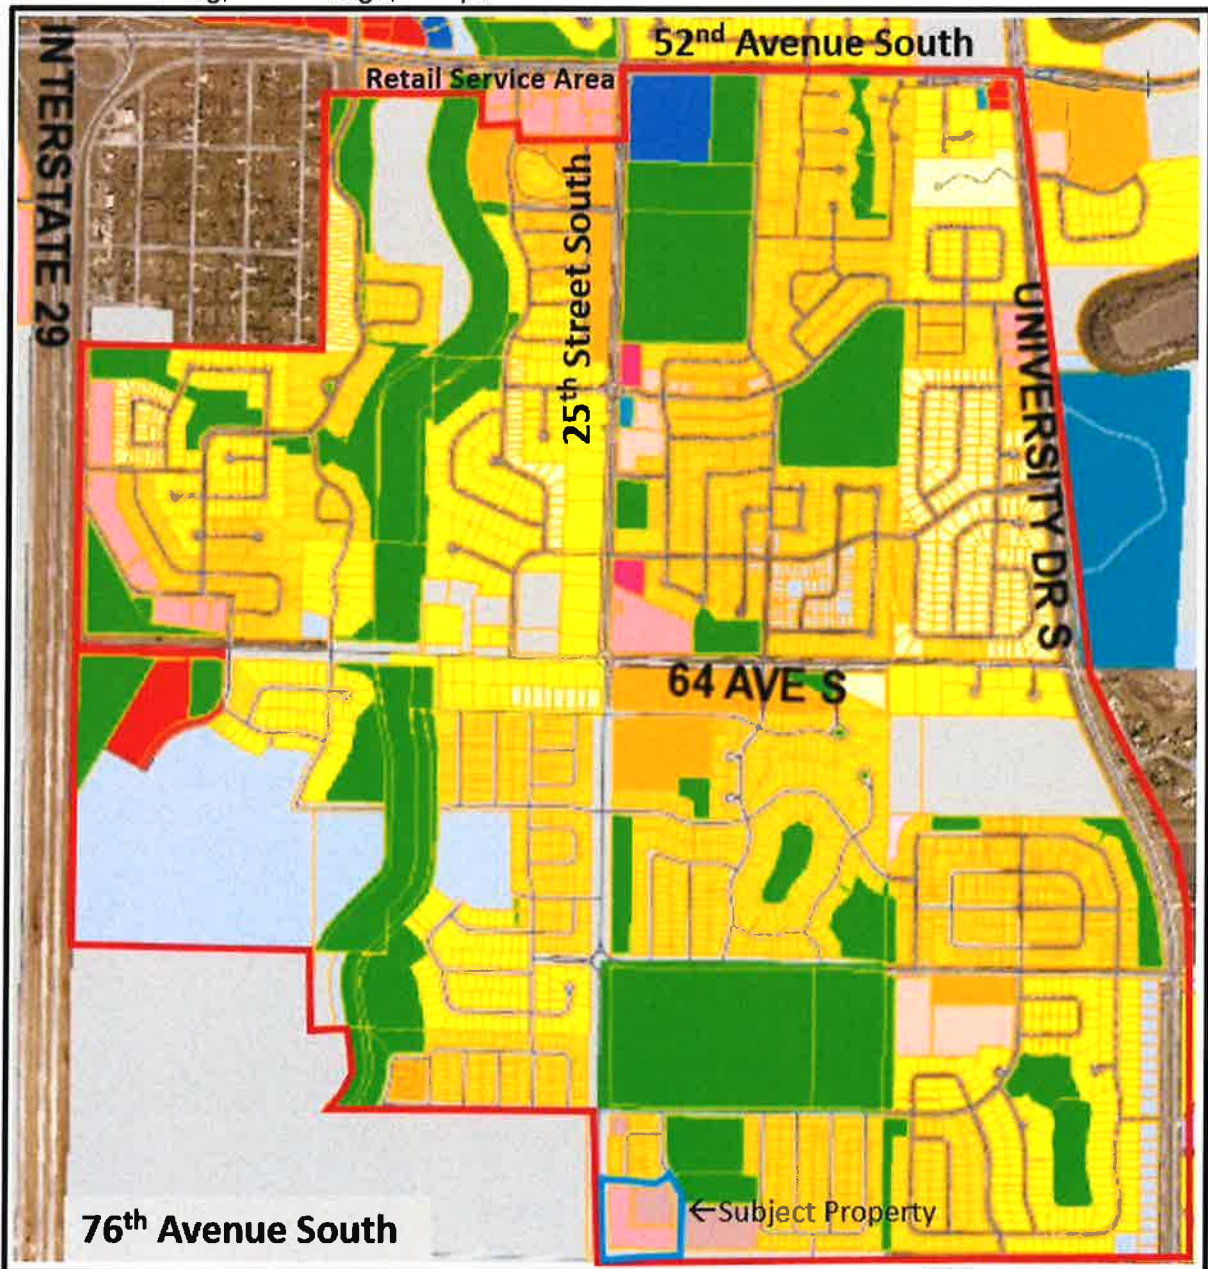 52nd Avenue South
Retail Service Area
INTERSTATE 29
25th Street South
UNIVERSITY DR S
64 AVE S
←Subject Property
76th Avenue South